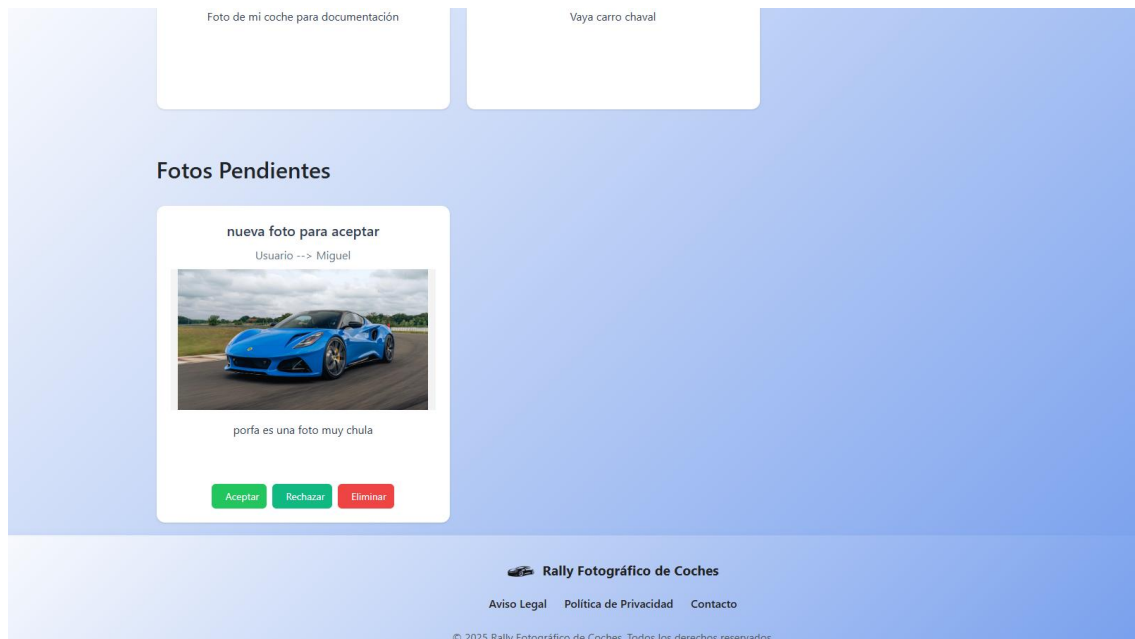 Foto de mi coche para documentación
Vaya carro chaval
Fotos Pendientes
nueva foto para aceptar
Usuario --> Miguel
porfa es una foto muy chula
Aceptar
Rechazar
Eliminar
Rally Fotográfico de Coches
Aviso Legal
Política de Privacidad
Contacto
© 2025 Rally Fotográfico de Coches. Todos los derechos reservados